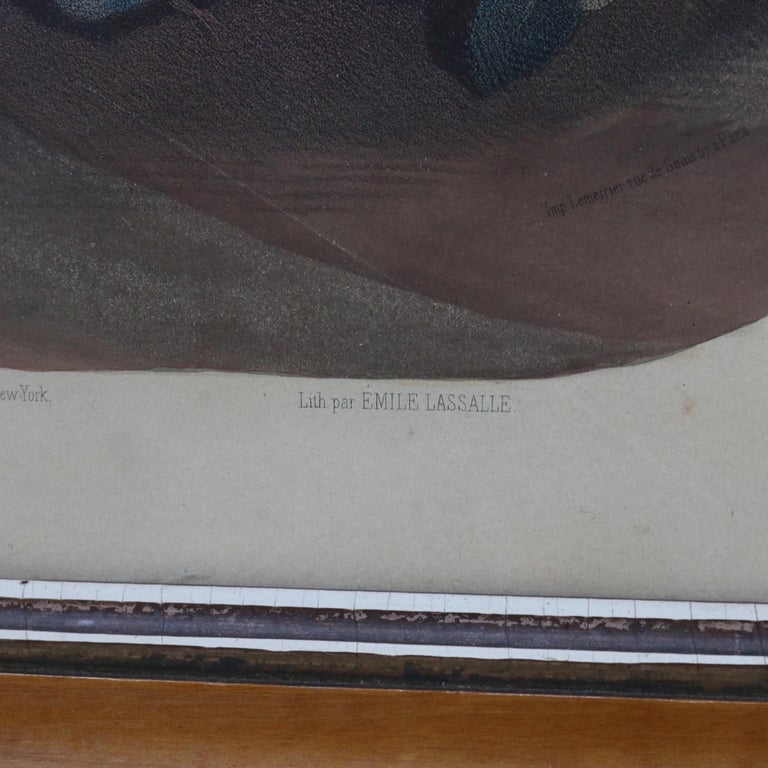 Imp. Lemercier rue de Seine 57 à Paris
ew-York.
Lith. par ÉMILE LASSALLE.